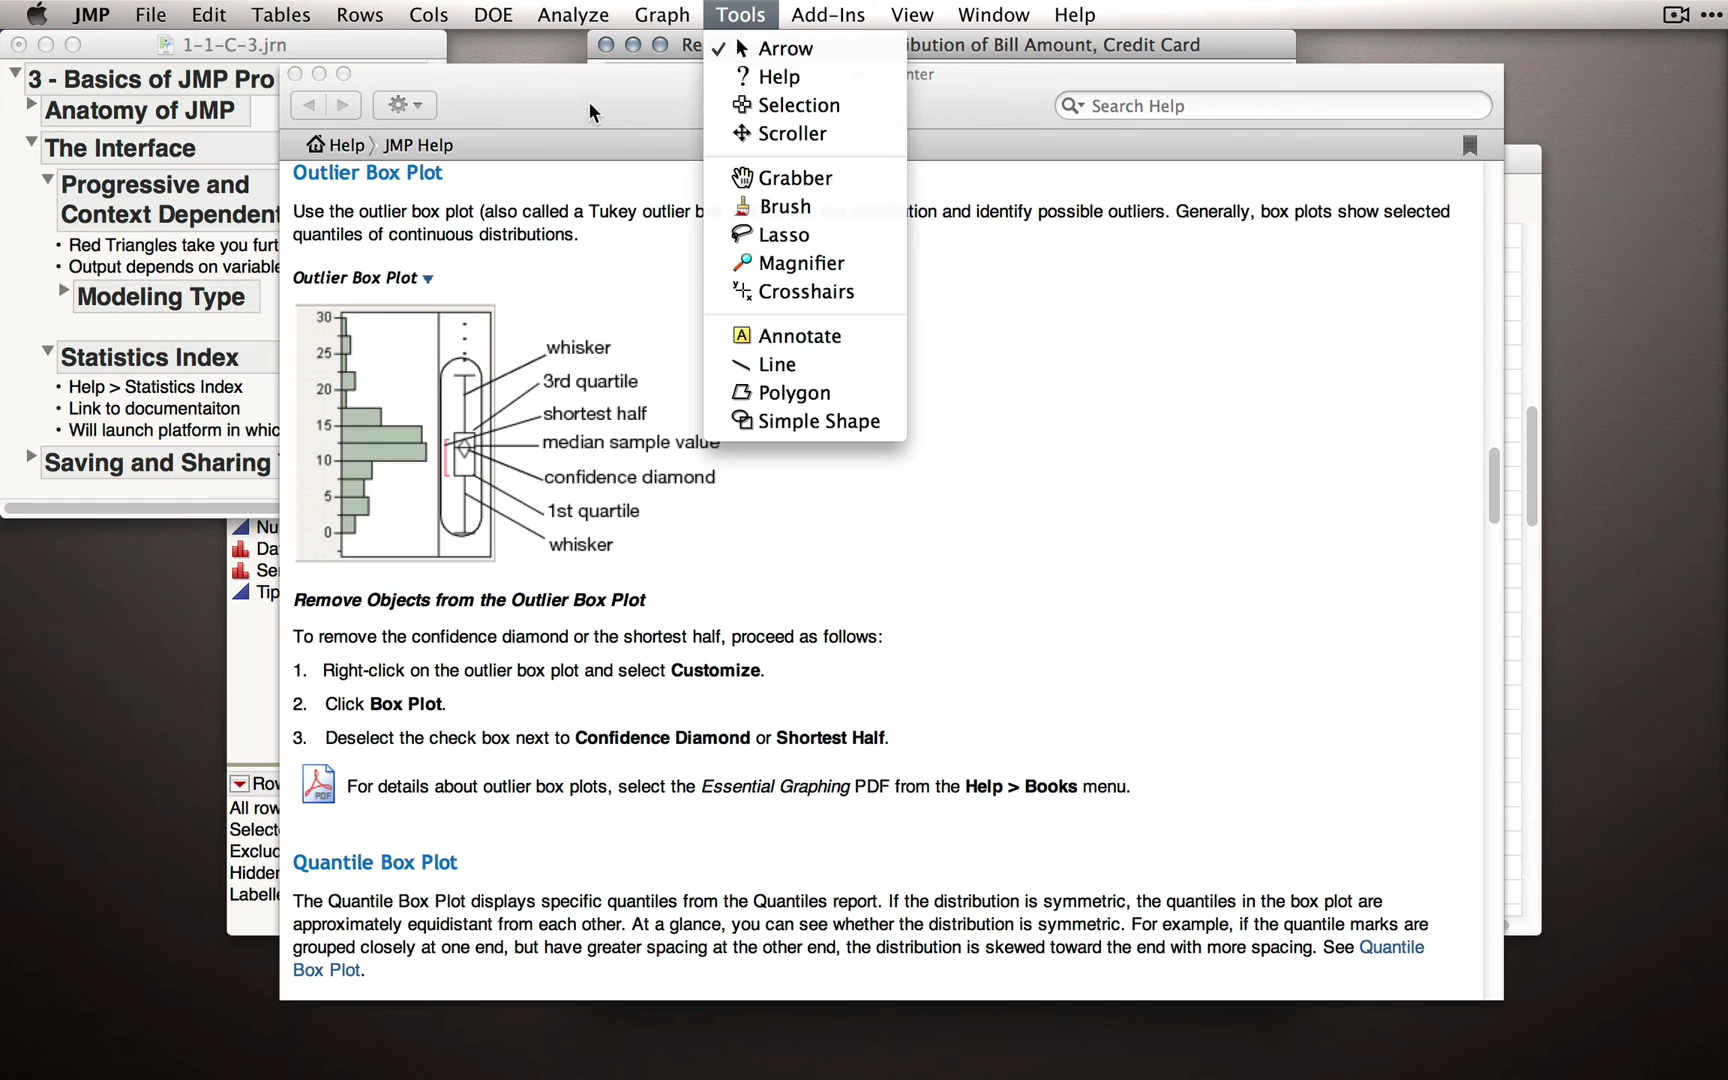 JMP File Edit Tables Rows Cols DOE Analyze Graph Tools Add-Ins View Window Help
1-1-C-3.jrn
3 - Basics of JMP Pro
Anatomy of JMP
The Interface
Progressive and
Context Dependent
• Red Triangles take you furt
• Output depends on variable
Modeling Type
Statistics Index
• Help > Statistics Index
• Link to documentaiton
• Will launch platform in whic
Saving and Sharing
Re
ibution of Bill Amount, Credit Card
nter
Search Help
Help
JMP Help
✓ Arrow
Help
Selection
Scroller
Grabber
Brush
Lasso
Magnifier
Crosshairs
Annotate
Line
Polygon
Simple Shape
Outlier Box Plot
Use the outlier box plot (also called a Tukey outlier b tion and identify possible outliers. Generally, box plots show selected
quantiles of continuous distributions.
Outlier Box Plot
30
25
20
15
10
5
0
whisker
3rd quartile
shortest half
median sample value
confidence diamond
1st quartile
whisker
Remove Objects from the Outlier Box Plot
To remove the confidence diamond or the shortest half, proceed as follows:
1. Right-click on the outlier box plot and select Customize.
2. Click Box Plot.
3. Deselect the check box next to Confidence Diamond or Shortest Half.
PDF
For details about outlier box plots, select the Essential Graphing PDF from the Help > Books menu.
Quantile Box Plot
The Quantile Box Plot displays specific quantiles from the Quantiles report. If the distribution is symmetric, the quantiles in the box plot are
approximately equidistant from each other. At a glance, you can see whether the distribution is symmetric. For example, if the quantile marks are
grouped closely at one end, but have greater spacing at the other end, the distribution is skewed toward the end with more spacing. See Quantile
Box Plot.
Nu
Da
Se
Tip
Rov
All row
Select
Exclud
Hidder
Labelle